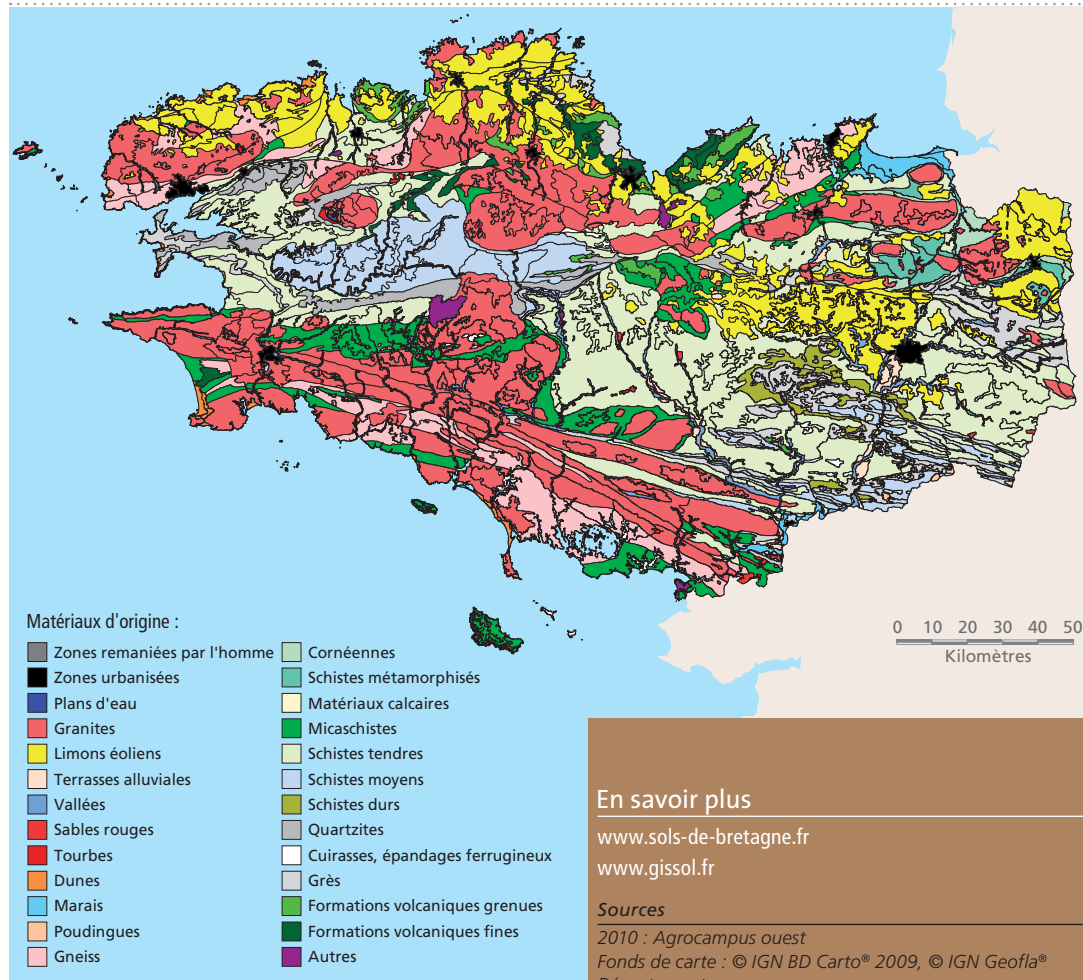 Matériaux d'origine :
Zones remaniées par l'homme
Zones urbanisées
Plans d'eau
Granites
Limons éoliens
Terrasses alluviales
Vallées
Sables rouges
Tourbes
Dunes
Marais
Poudingues
Gneiss
Cornéennes
Schistes métamorphisés
Matériaux calcaires
Micaschistes
Schistes tendres
Schistes moyens
Schistes durs
Quartzites
Cuirasses, épandages ferrugineux
Grès
Formations volcaniques grenues
Formations volcaniques fines
Autres
0 10 20 30 40 50
Kilomètres
En savoir plus
www.sols-de-bretagne.fr
www.gissol.fr
Sources
2010 : Agrocampus ouest
Fonds de carte : © IGN BD Carto® 2009, © IGN Geofla®